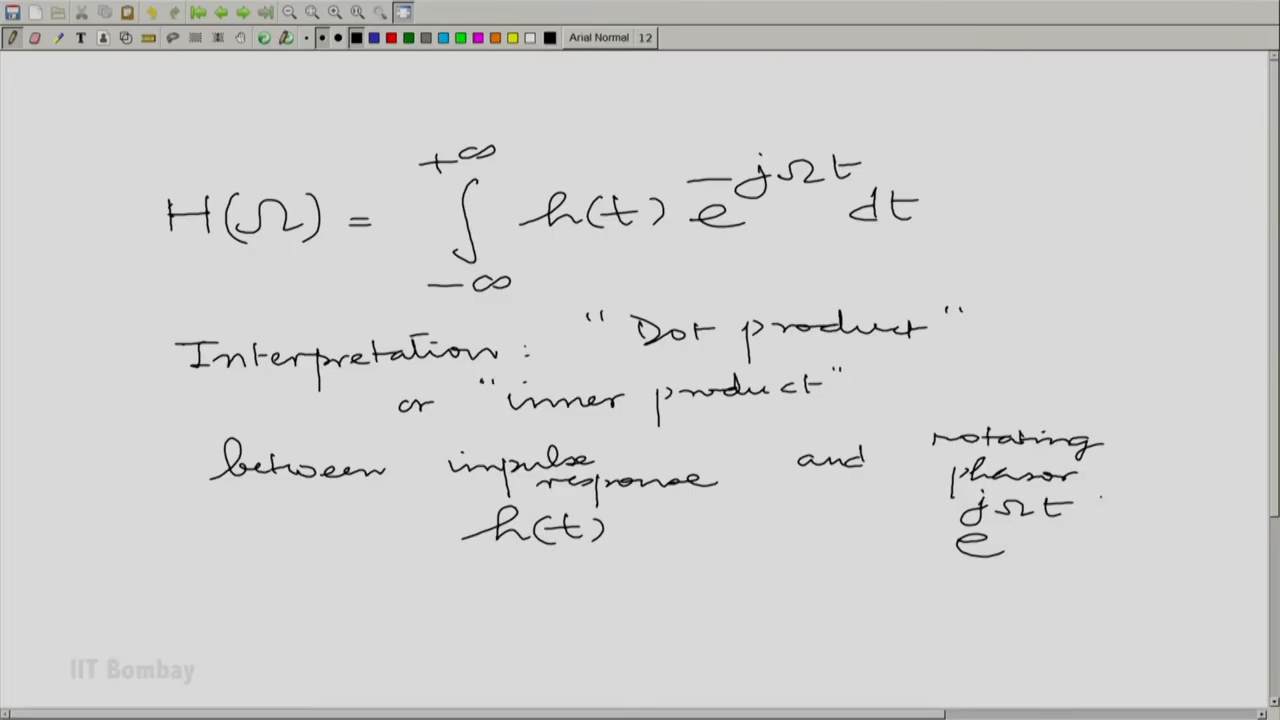 Arial Normal 12
H(Ω) = ∫_{-∞}^{+∞} h(t) e^{-jΩt} dt
Interpretation: "Dot product"
or "inner product"
between impulse response and rotating phasor
h(t) e^{jΩt}
IIT Bombay